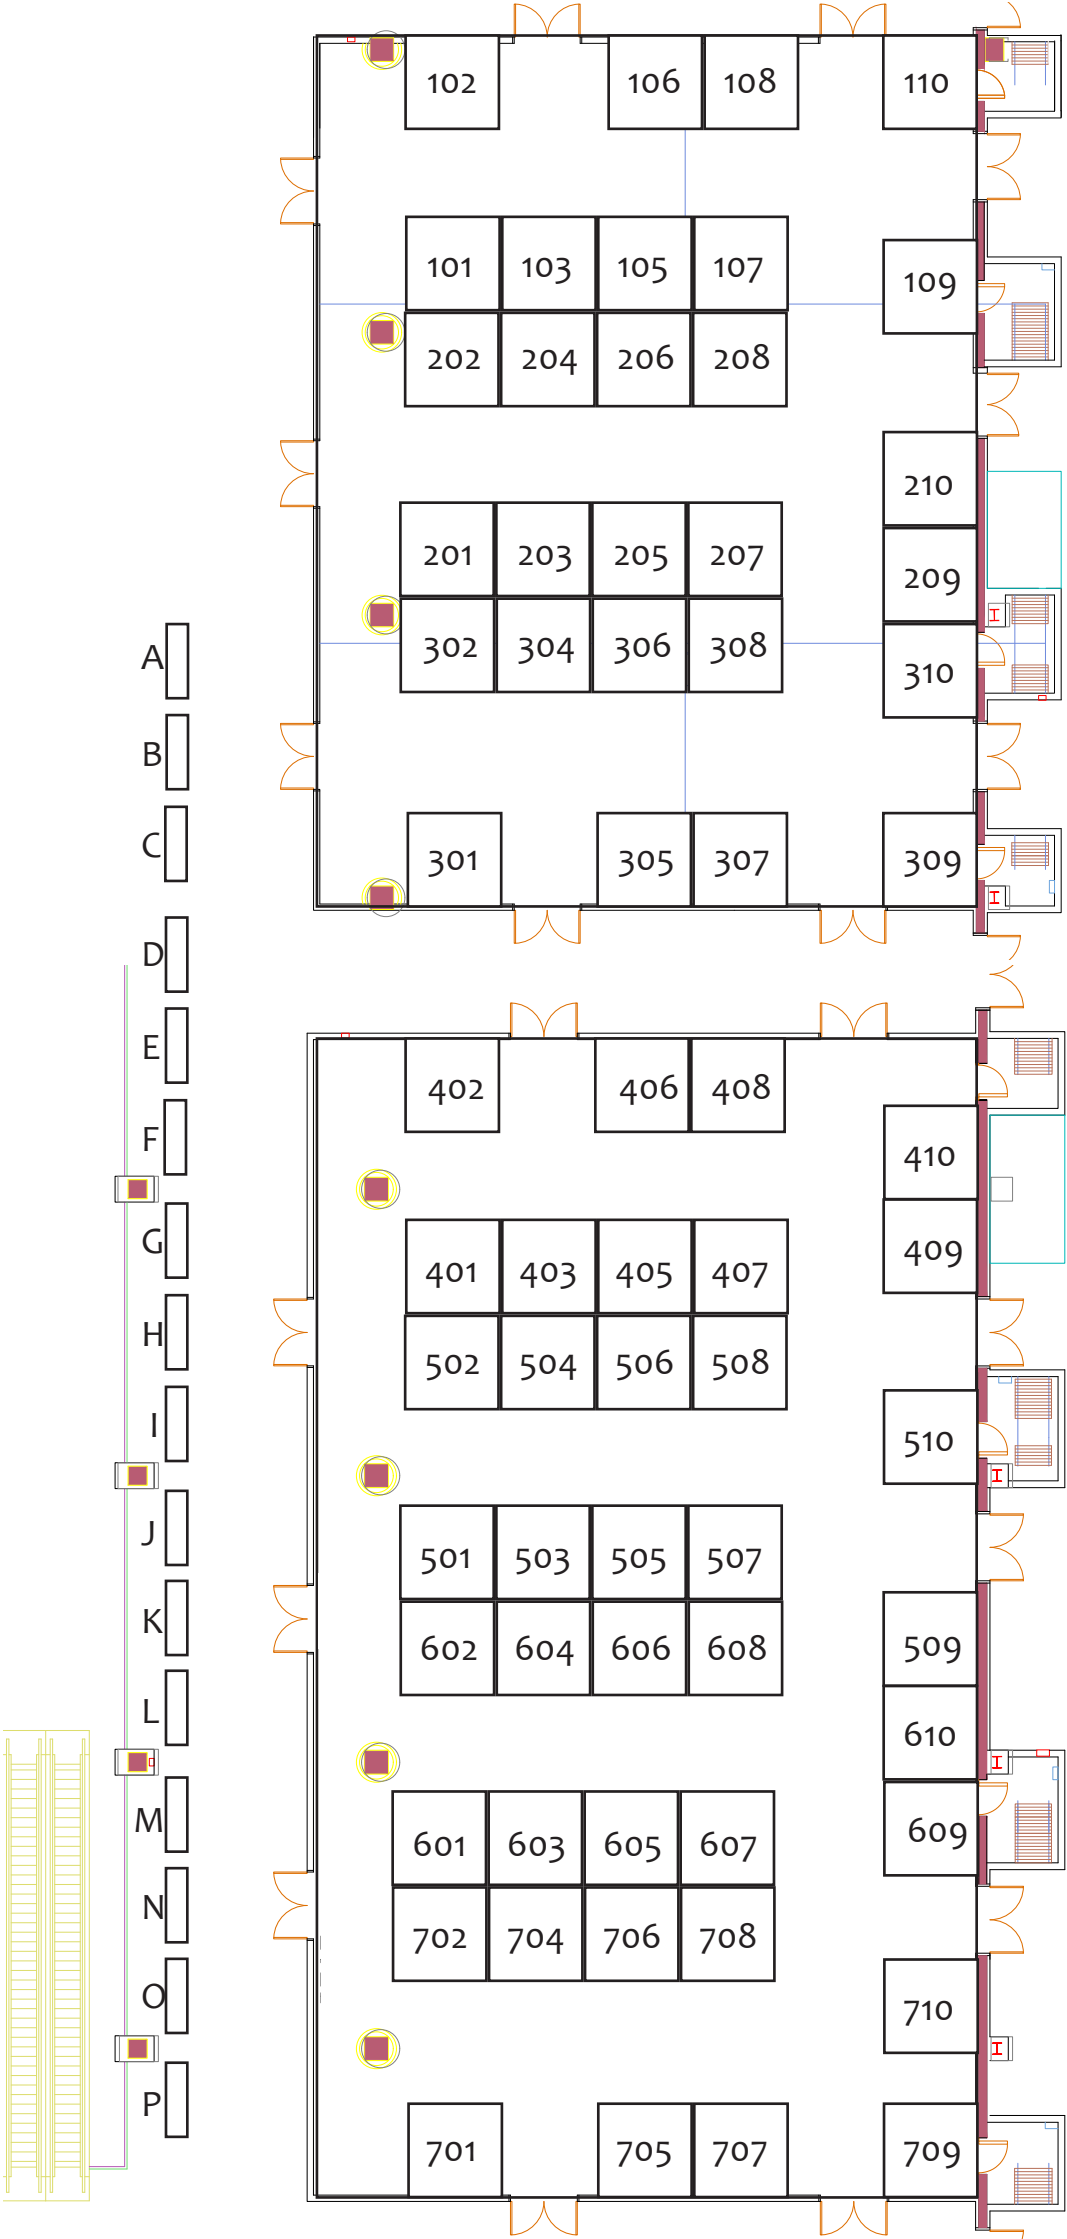 102 106 108 110
101 103 105 107 109
202 204 206 208
210
201 203 205 207 209
302 304 306 308 310
A
B
C
301 305 307 309
D
E
F
402 406 408
410
G
401 403 405 407 409
H
502 504 506 508
I
510
J
501 503 505 507
K
602 604 606 608 509
L
610
M
601 603 605 607 609
N
702 704 706 708
O
710
P
701 705 707 709